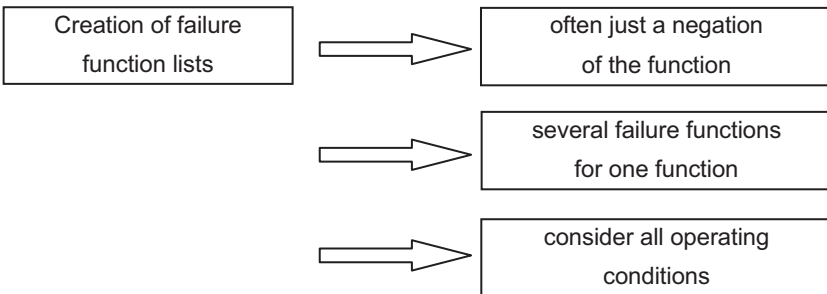 Creation of failure
function lists
often just a negation
of the function
several failure functions
for one function
consider all operating
conditions